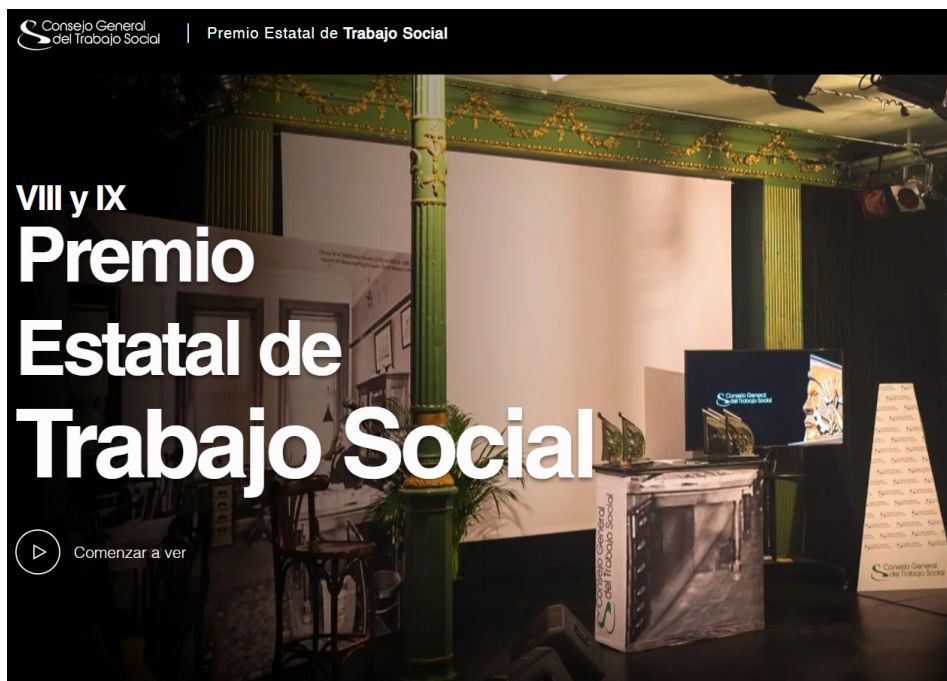 Consejo General
del Trabajo Social
Premio Estatal de Trabajo Social
VIII y IX
Premio
Estatal de
Trabajo Social
Comenzar a ver
Consejo General
del Trabajo Social
Consejo General
del Trabajo Social
Consejo General
del Trabajo Social